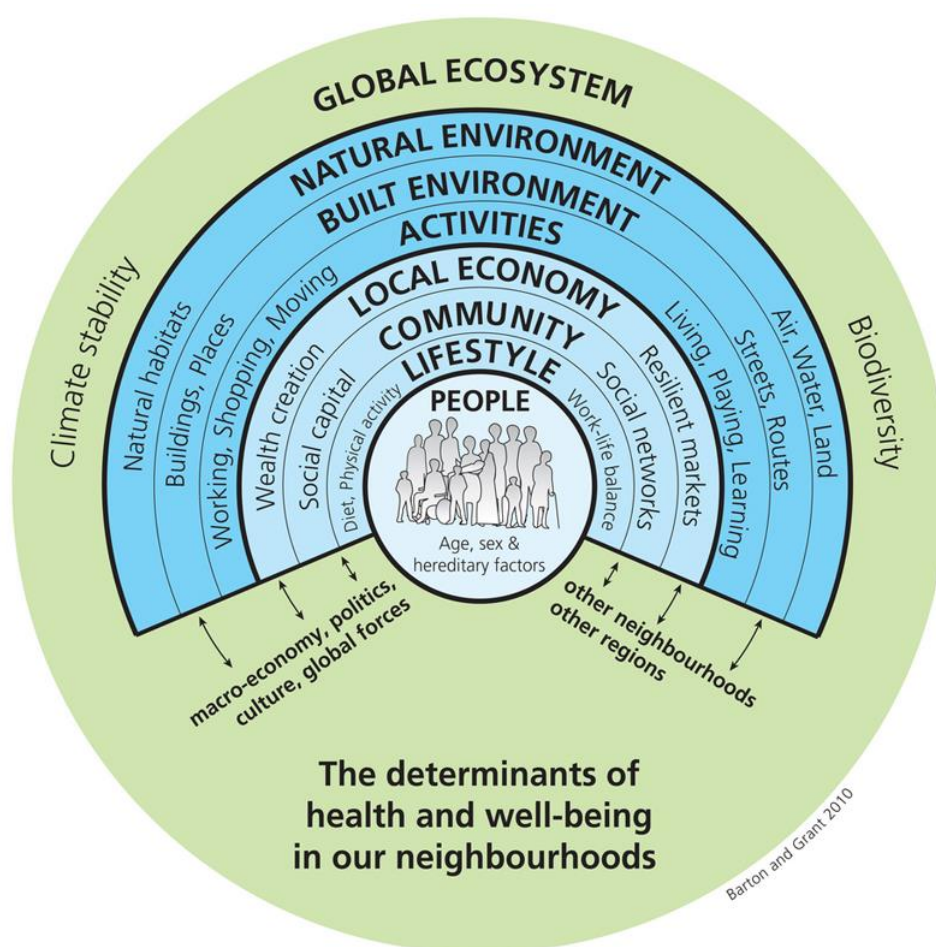 GLOBAL ECOSYSTEM
NATURAL ENVIRONMENT
BUILT ENVIRONMENT
ACTIVITIES
LOCAL ECONOMY
COMMUNITY
LIFESTYLE
PEOPLE
Age, sex &
hereditary factors
Climate stability
Natural habitats
Buildings, Places
Working, Shopping, Moving
Wealth creation
Social capital
Diet, Physical activity
Work-life balance
Social networks
Resilient markets
Living, Playing, Learning
Streets, Routes
Air, Water, Land
Biodiversity
macro-economy, politics,
culture, global forces
other neighbourhoods
other regions
The determinants of
health and well-being
in our neighbourhoods
Barton and Grant 2010